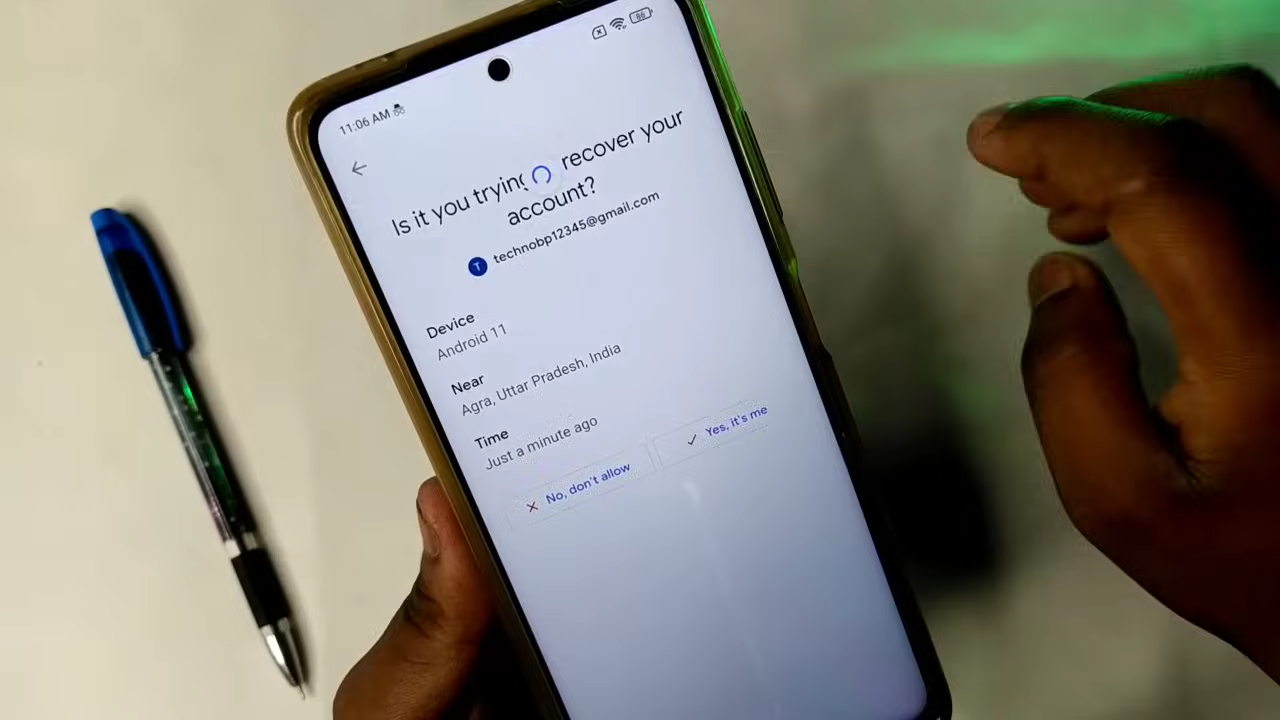 86
11:06 AM
Is it you trying recover your
account?
T technobp12345@gmail.com
Device
Android 11
Near
Agra, Uttar Pradesh, India
Time
Just a minute ago
No, don't allow
Yes, it's me